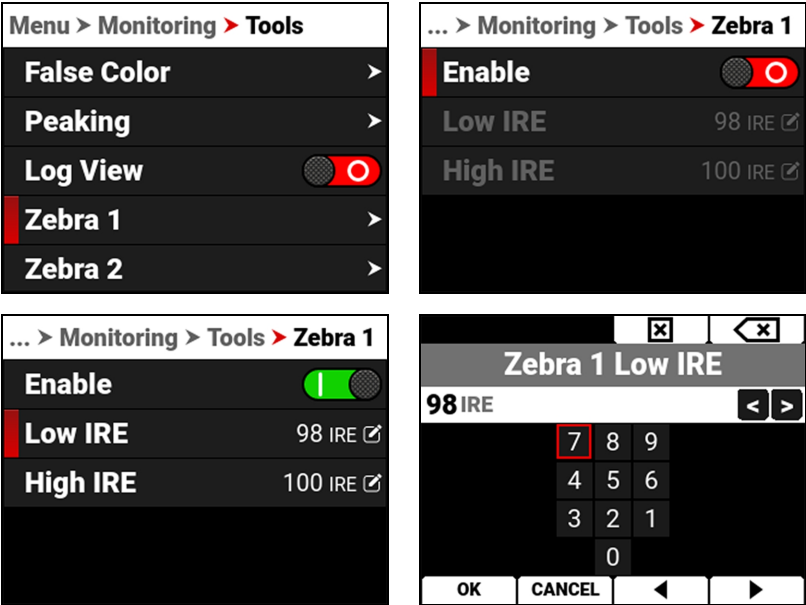 Menu > Monitoring > Tools
False Color >
Peaking >
Log View
Zebra 1 >
Zebra 2 >
... > Monitoring > Tools > Zebra 1
Enable
Low IRE 98 IRE
High IRE 100 IRE
... > Monitoring > Tools > Zebra 1
Enable
Low IRE 98 IRE
High IRE 100 IRE
Zebra 1 Low IRE
98 IRE < >
7 8 9
4 5 6
3 2 1
0
OK CANCEL ◀ ▶